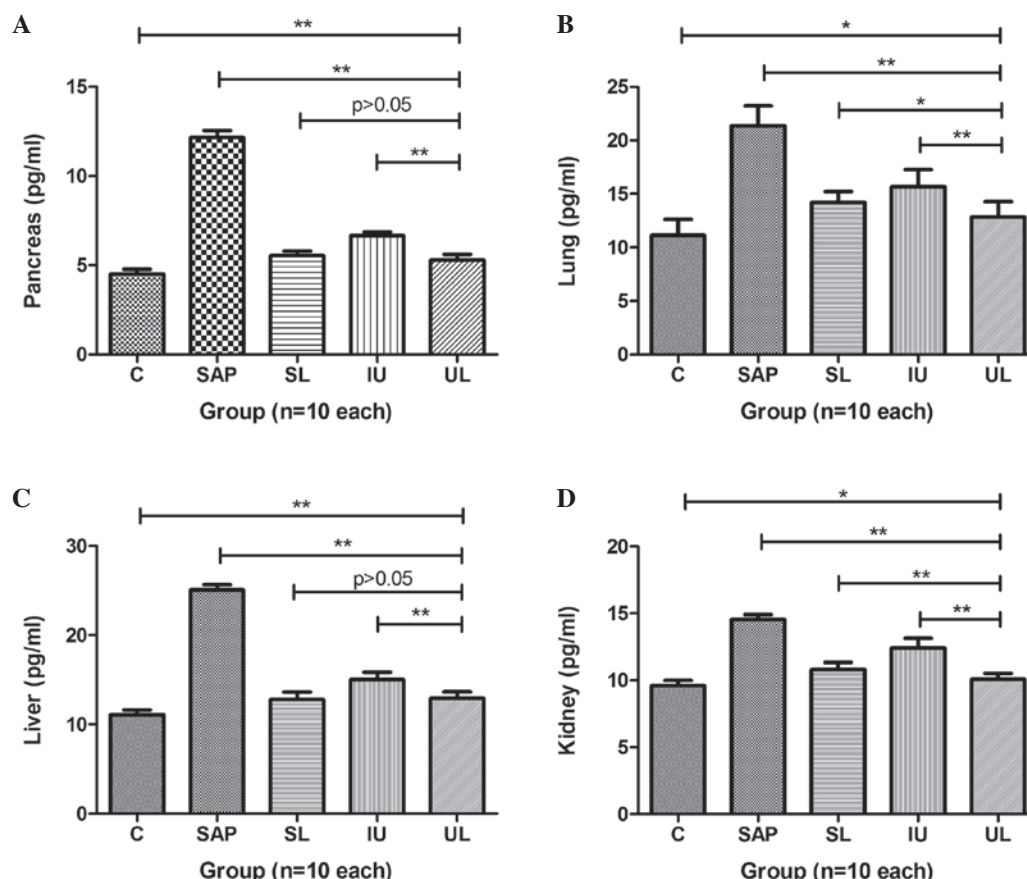 A
**
**
p>0.05
**
15
10
5
0
Pancreas (pg/ml)
C SAP SL IU UL
Group (n=10 each)
B
*
**
*
**
25
20
15
10
5
0
Lung (pg/ml)
C SAP SL IU UL
Group (n=10 each)
C
**
**
p>0.05
**
30
20
10
0
Liver (pg/ml)
C SAP SL IU UL
Group (n=10 each)
D
*
**
**
**
20
15
10
5
0
Kidney (pg/ml)
C SAP SL IU UL
Group (n=10 each)